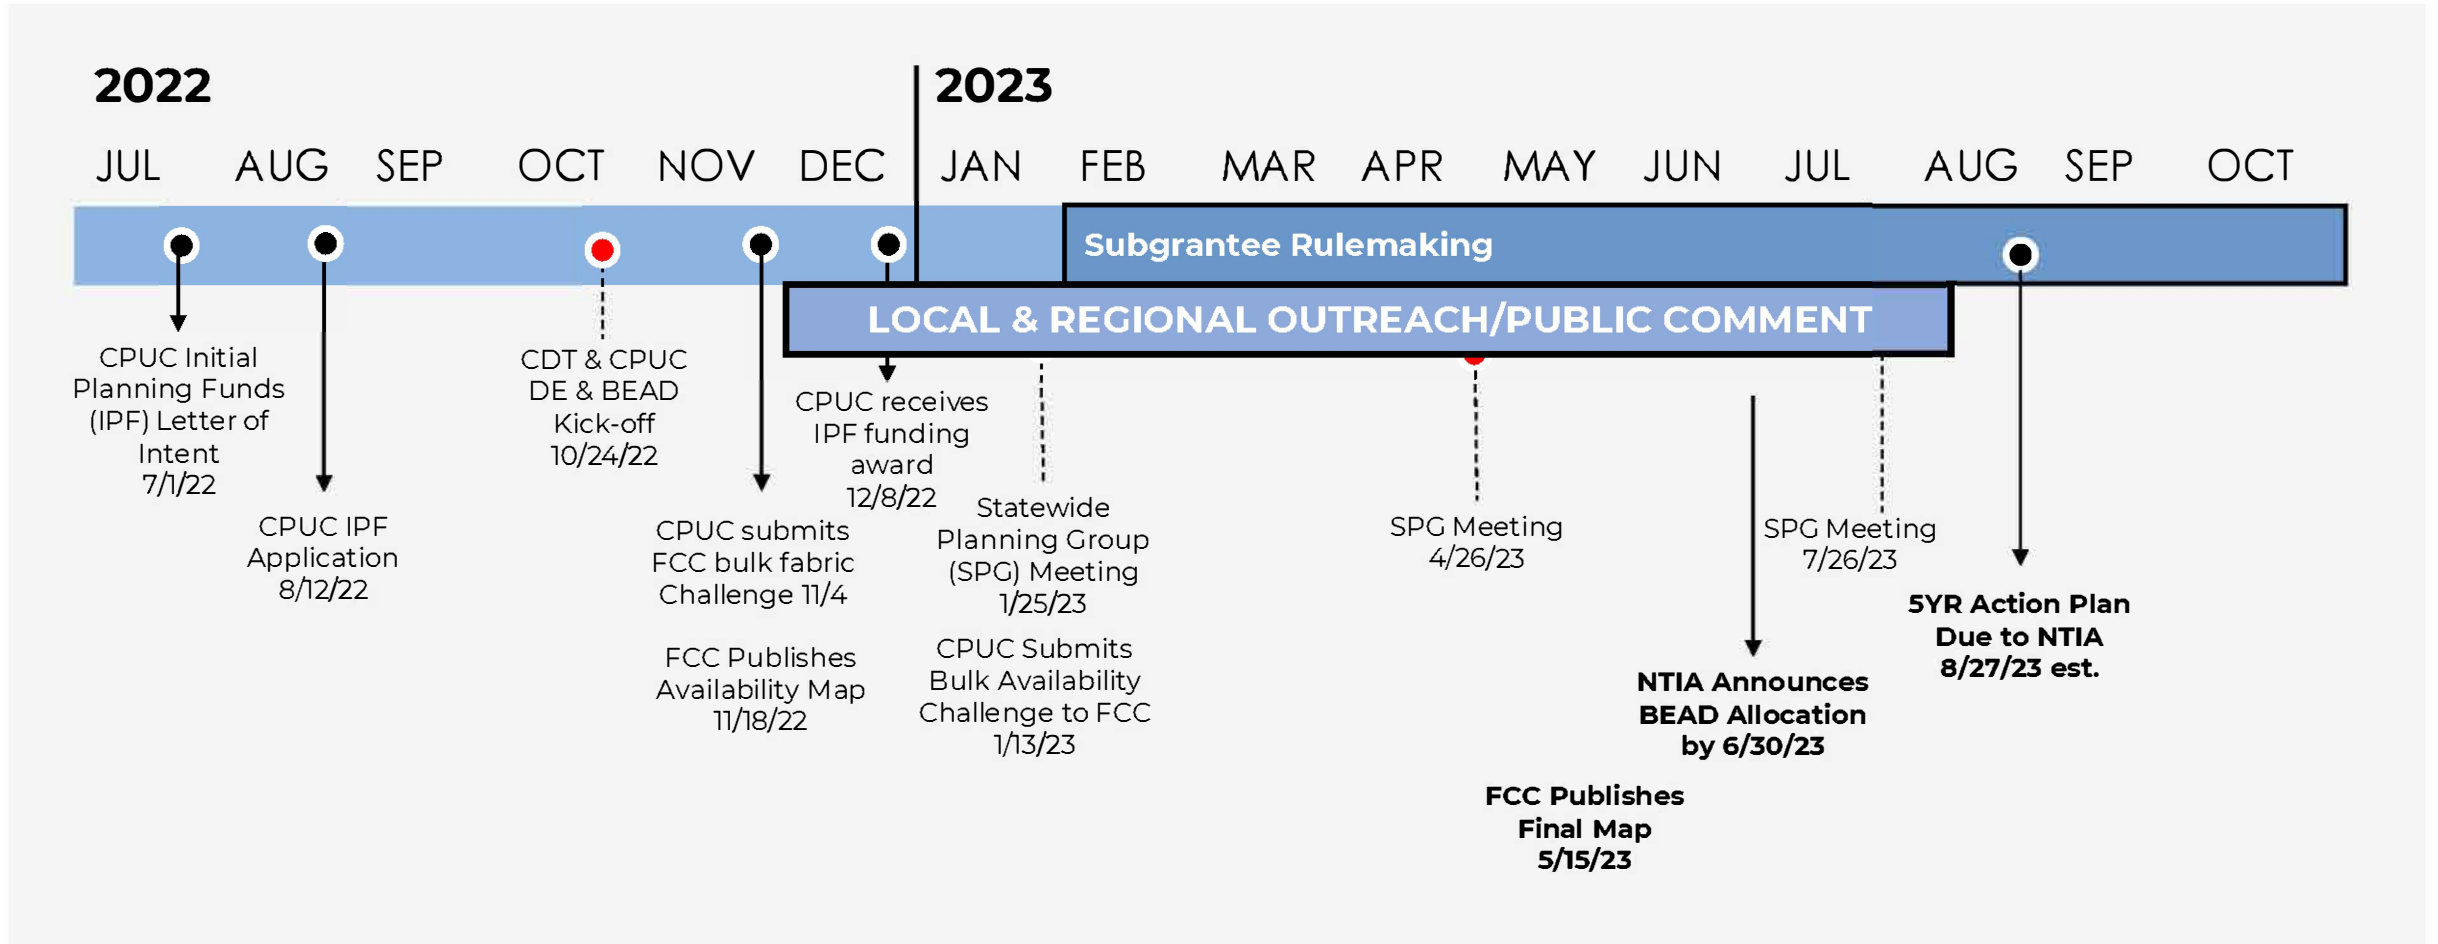 2022
2023
JUL
AUG
SEP
OCT
NOV
DEC
JAN
FEB
MAR
APR
MAY
JUN
JUL
AUG
SEP
OCT
Subgrantee Rulemaking
LOCAL & REGIONAL OUTREACH/PUBLIC COMMENT
CPUC Initial
Planning Funds
(IPF) Letter of
Intent
7/1/22
CPUC IPF
Application
8/12/22
CDT & CPUC
DE & BEAD
Kick-off
10/24/22
CPUC submits
FCC bulk fabric
Challenge 11/4
FCC Publishes
Availability Map
11/18/22
CPUC receives
IPF funding
award
12/8/22
Statewide
Planning Group
(SPG) Meeting
1/25/23
CPUC Submits
Bulk Availability
Challenge to FCC
1/13/23
SPG Meeting
4/26/23
FCC Publishes
Final Map
5/15/23
NTIA Announces
BEAD Allocation
by 6/30/23
SPG Meeting
7/26/23
5YR Action Plan
Due to NTIA
8/27/23 est.